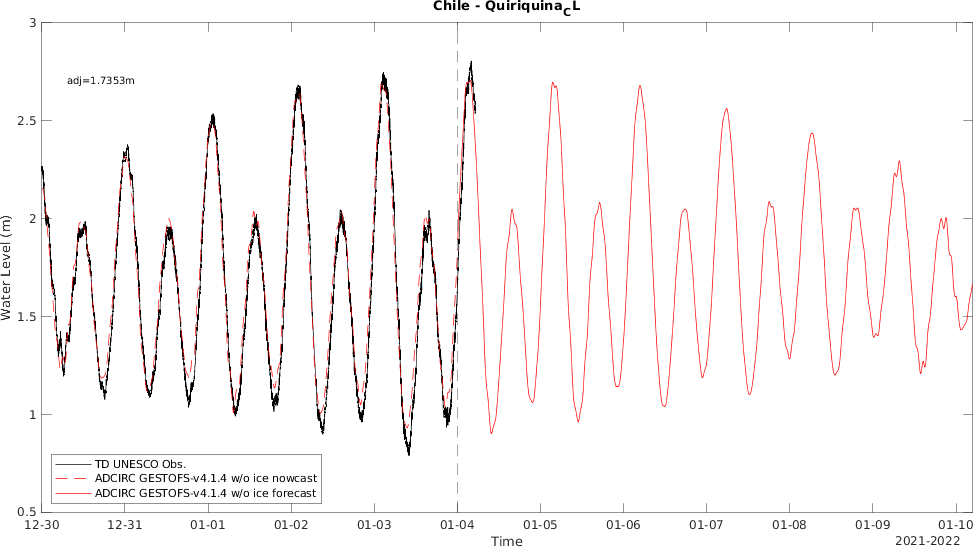 Chile - Quiriquina_CL
adj=1.7353m
Water Level (m)
3
2.5
2
1.5
1
0.5
TD UNESCO Obs.
ADCIRC GESTOFS-v4.1.4 w/o ice nowcast
ADCIRC GESTOFS-v4.1.4 w/o ice forecast
12-30 12-31 01-01 01-02 01-03 01-04 01-05 01-06 01-07 01-08 01-09 01-10
Time
2021-2022